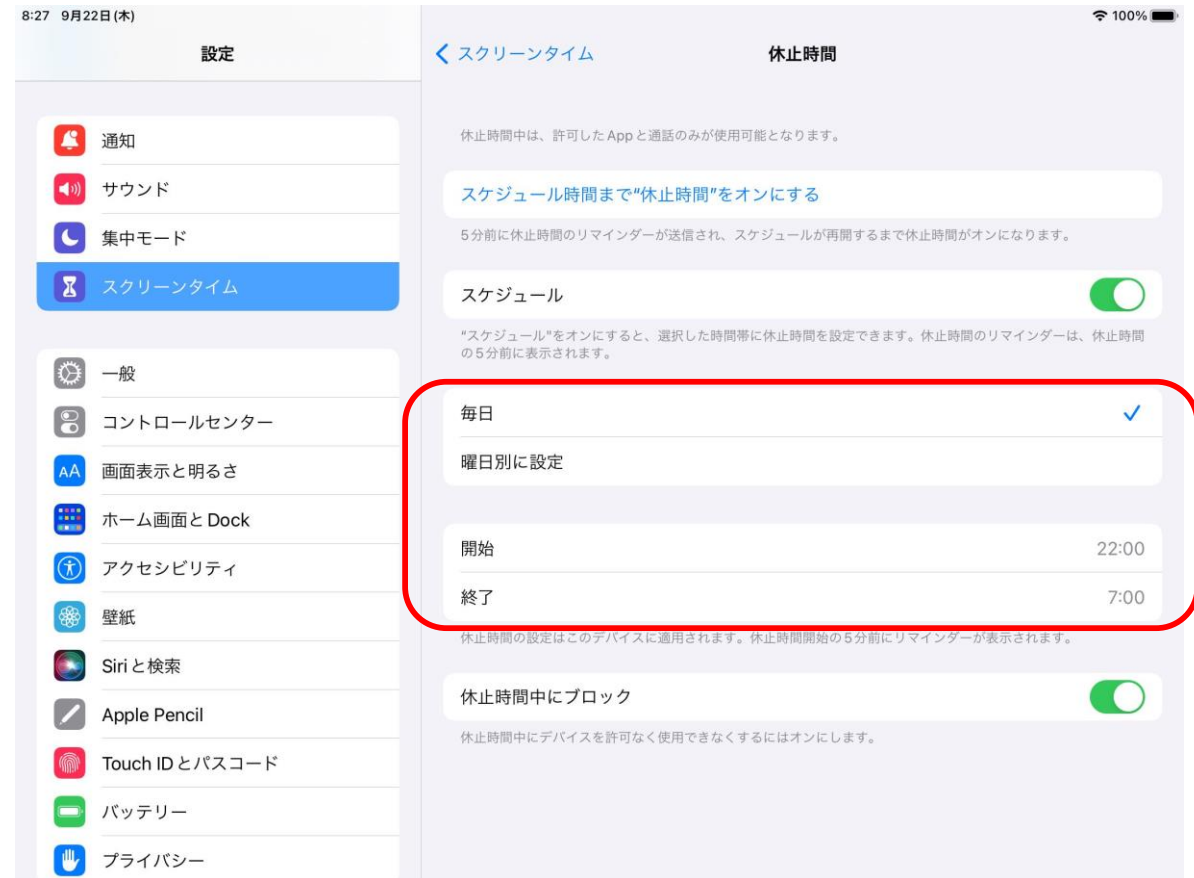 8:27 9月22日(木)
100%
設定
スクリーンタイム
休止時間
通知
サウンド
集中モード
スクリーンタイム
一般
コントロールセンター
AA
画面表示と明るさ
ホーム画面とDock
アクセシビリティ
壁紙
Siriと検索
Apple Pencil
Touch IDとパスコード
バッテリー
プライバシー
休止時間中は、許可したAppと通話のみが使用可能となります。
スケジュール時間まで“休止時間”をオンにする
5分前に休止時間のリマインダーが送信され、スケジュールが再開するまで休止時間がオンになります。
スケジュール
“スケジュール”をオンにすると、選択した時間帯に休止時間を設定できます。休止時間のリマインダーは、休止時間
の5分前に表示されます。
毎日
曜日別に設定
開始 22:00
終了 7:00
休止時間の設定はこのデバイスに適用されます。休止時間開始の5分前にリマインダーが表示されます。
休止時間中にブロック
休止時間中にデバイスを許可なく使用できなくするにはオンにします。